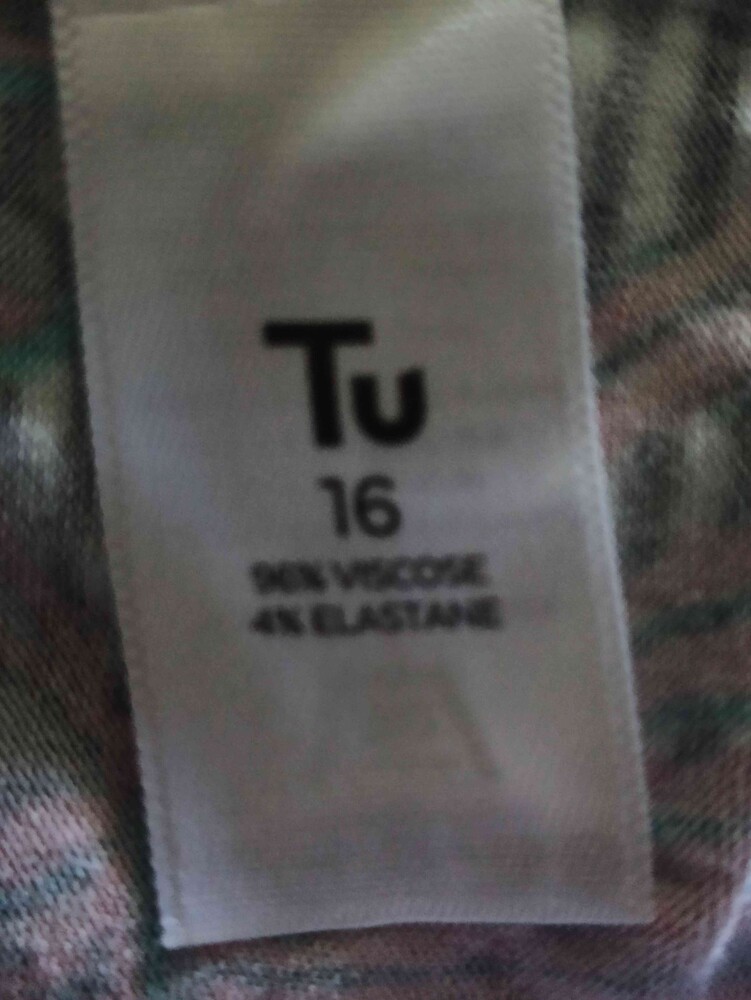 Tu
16
96% VISCOSE
4% ELASTANE